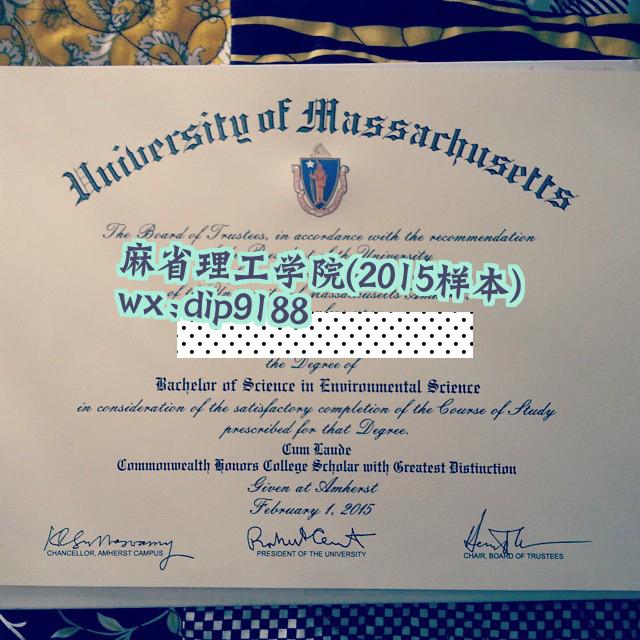 University of Massachusetts
The Board of Trustees, in accordance with the recommendation
University
麻省理工学院(2015样本)
wx:dip9188
the Degree of
Bachelor of Science in Environmental Science
in consideration of the satisfactory completion of the Course of Study
prescribed for that Degree.
Cum Laude
Commonwealth Honors College Scholar with Greatest Distinction
Given at Amherst
February 1, 2015
CHANCELLOR, AMHERST CAMPUS
PRESIDENT OF THE UNIVERSITY
CHAIR, BOARD OF TRUSTEES